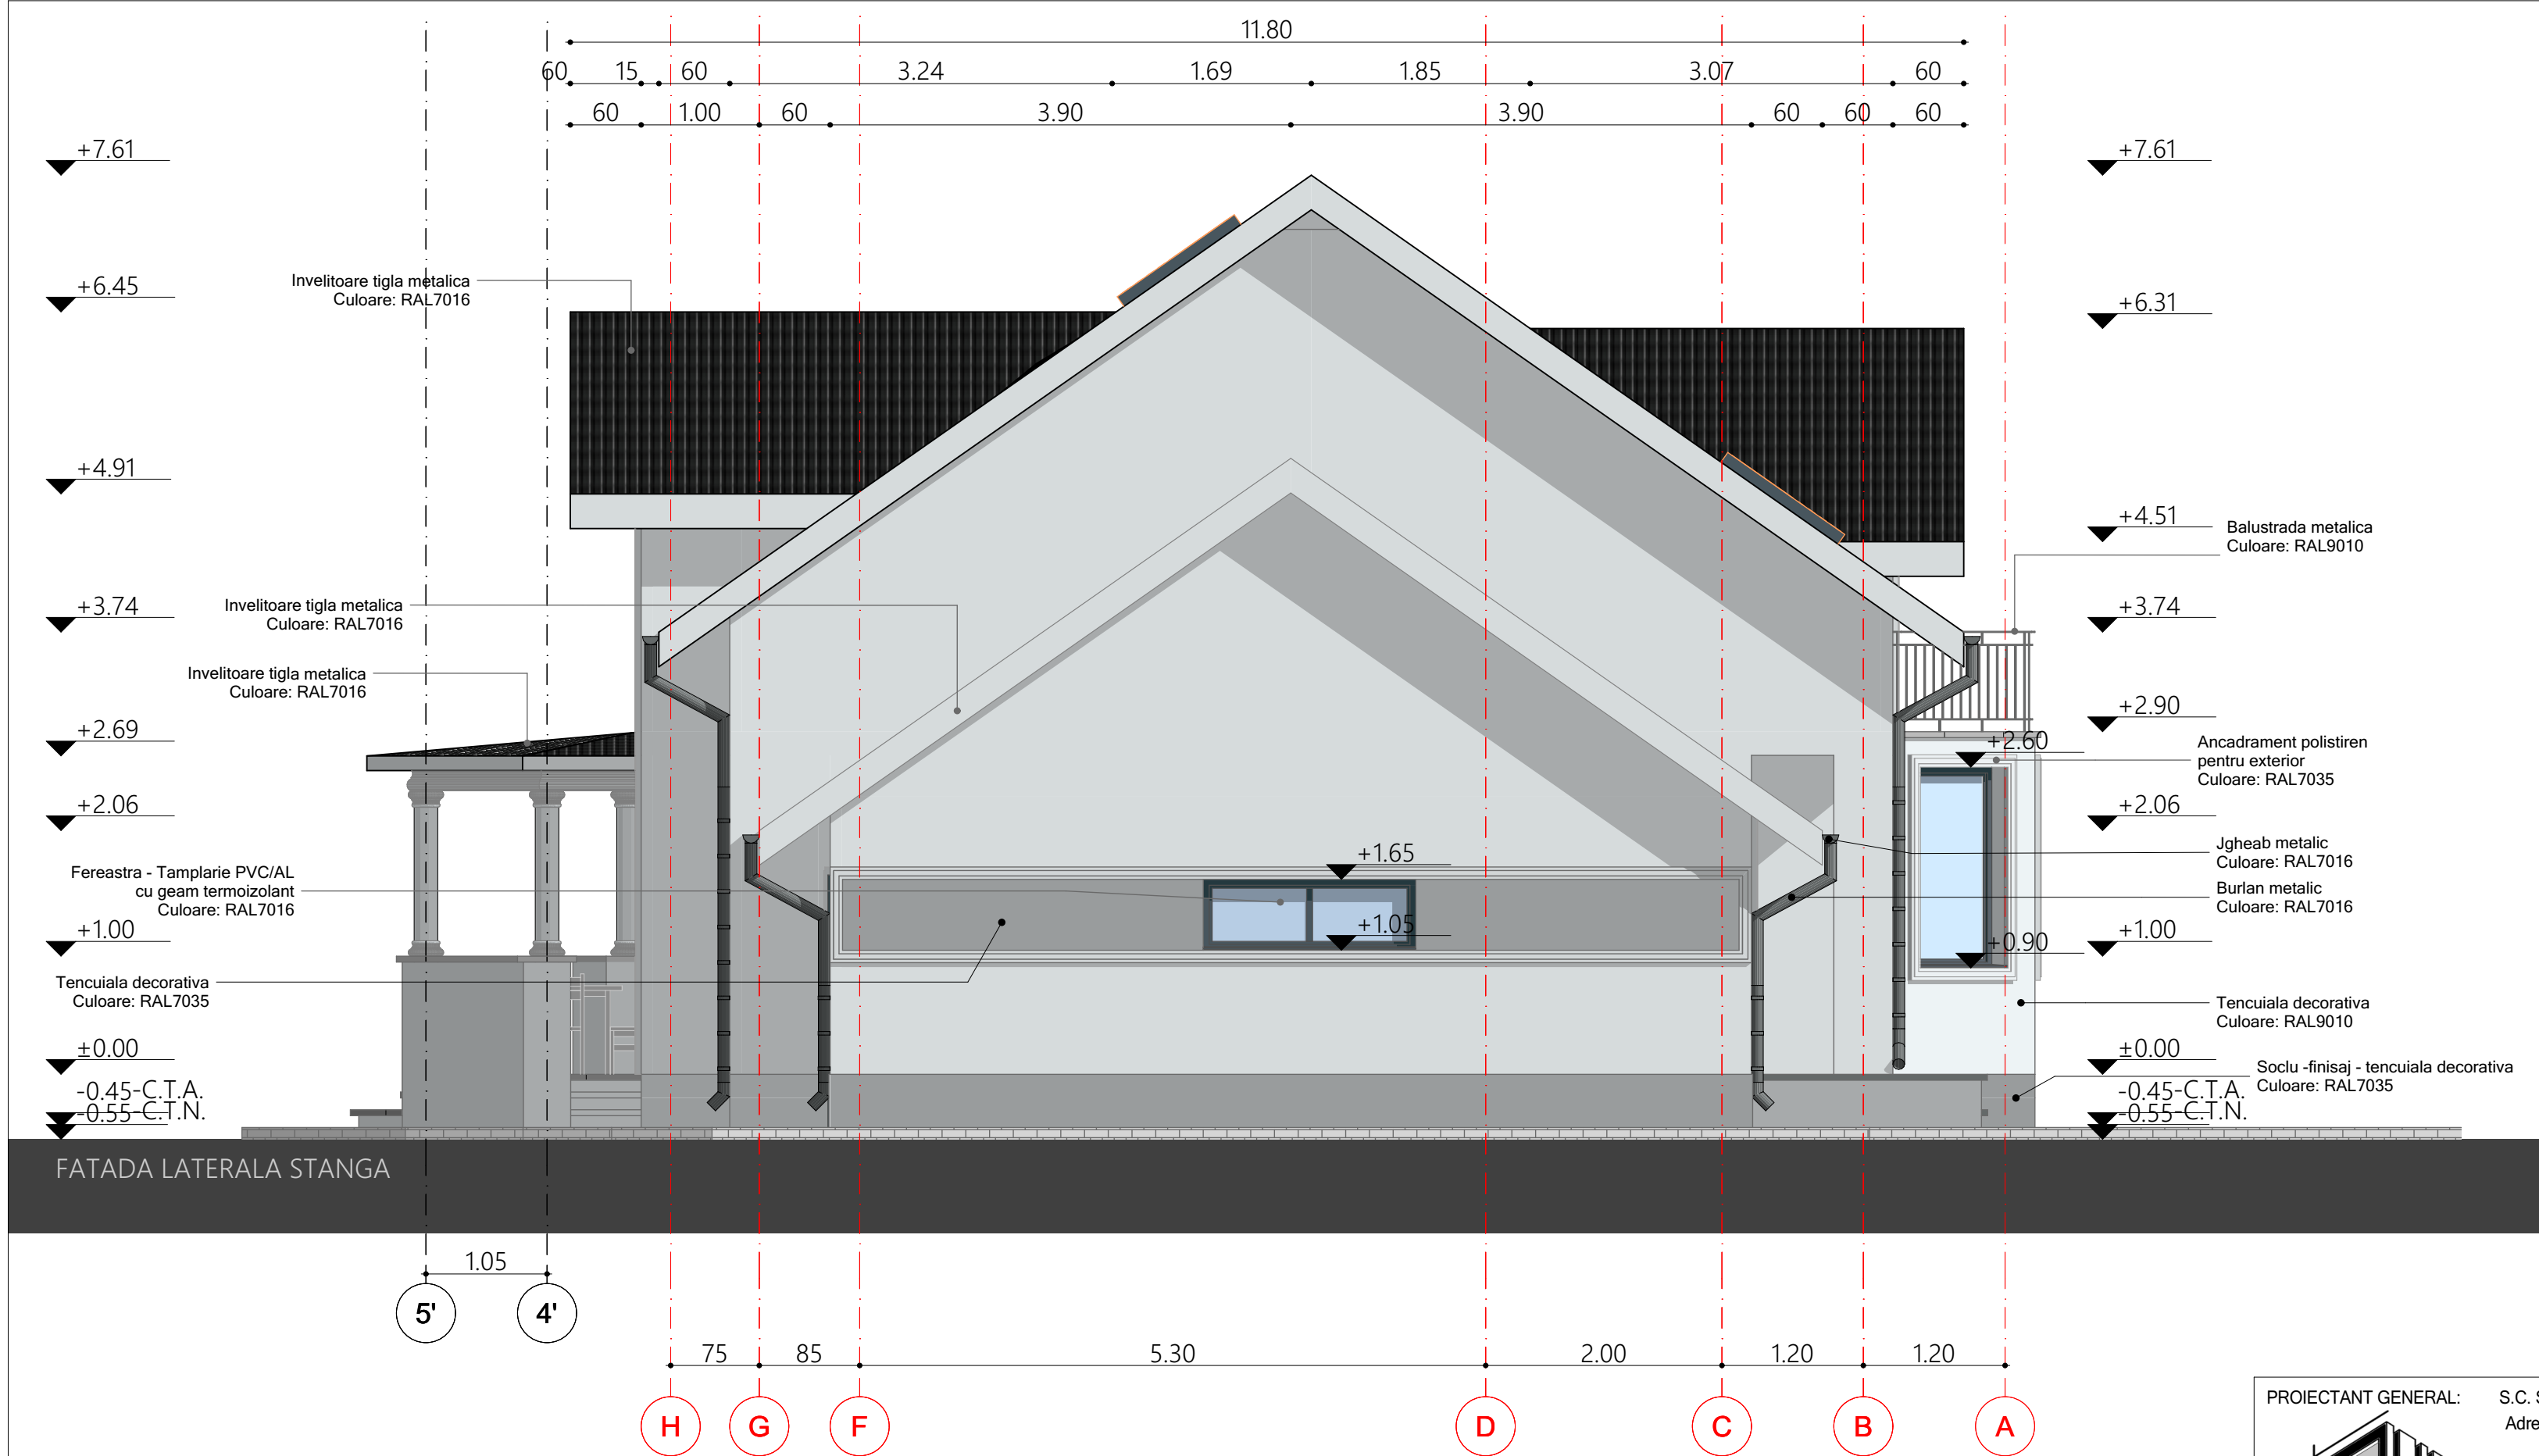 11.80
60 15 60 3.24 1.69 1.85 3.07 60
60 1.00 60 3.90 3.90 60 60 60
+7.61
+7.61
Invelitoare tigla metalica
Culoare: RAL7016
+6.45
+6.31
+4.91
+4.51
Balustrada metalica
Culoare: RAL9010
Invelitoare tigla metalica
Culoare: RAL7016
+3.74
+3.74
Invelitoare tigla metalica
Culoare: RAL7016
+2.69
+2.90
+2.60
Ancadrament polistiren
pentru exterior
Culoare: RAL7035
+2.06
+2.06
Jgheab metalic
Culoare: RAL7016
Fereastra - Tamplarie PVC/AL
cu geam termoizolant
Culoare: RAL7016
+1.65
Burlan metalic
Culoare: RAL7016
+1.05
+1.00
+0.90
+1.00
Tencuiala decorativa
Culoare: RAL7035
Tencuiala decorativa
Culoare: RAL9010
±0.00
±0.00
Soclu -finisaj - tencuiala decorativa
Culoare: RAL7035
-0.45-C.T.A.
-0.55-C.T.N.
-0.45-C.T.A.
-0.55-C.T.N.
FATADA LATERALA STANGA
1.05
5' 4'
75 85 5.30 2.00 1.20 1.20
H G F D C B A
PROIECTANT GENERAL: S.C.